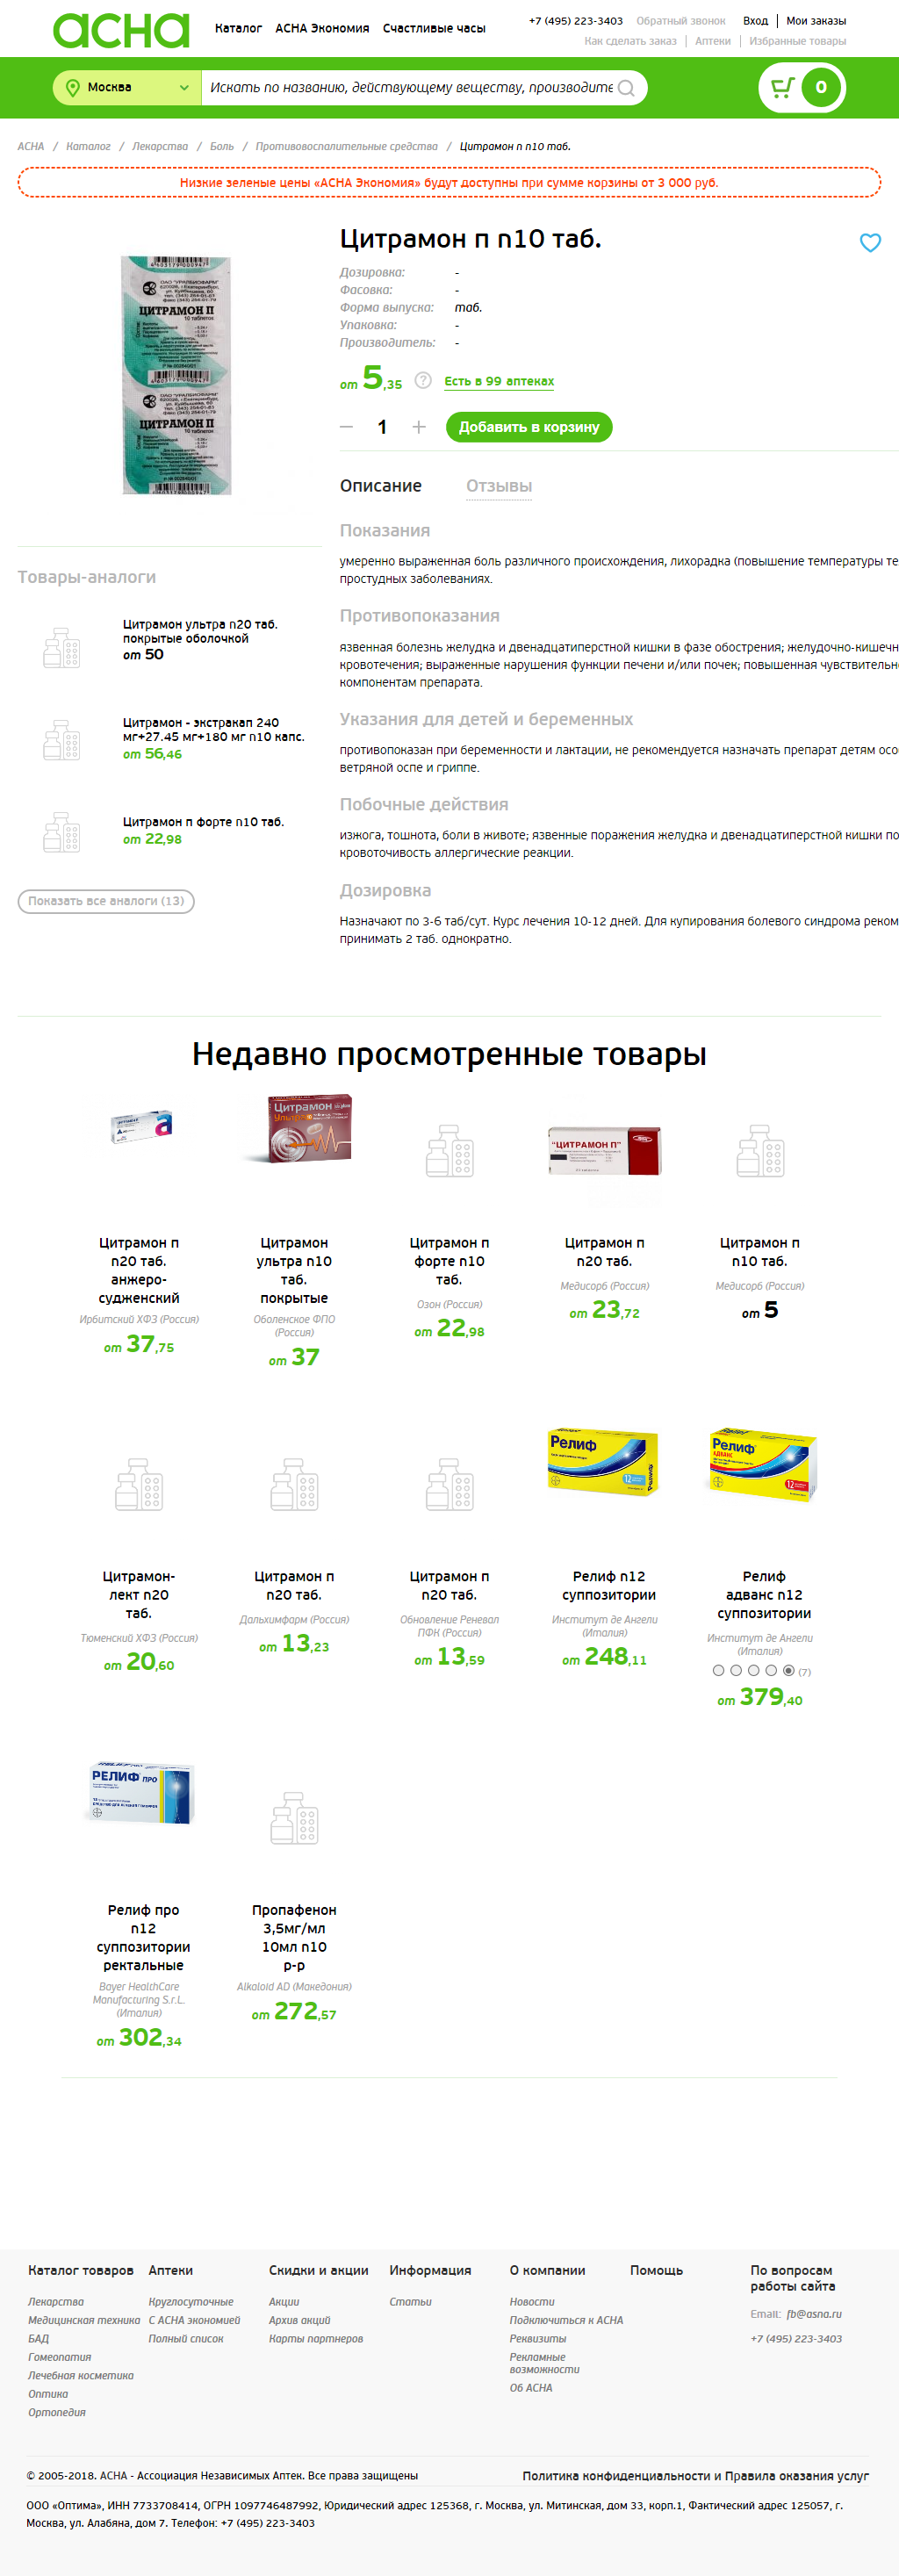 асна
Каталог АСНА Экономия Счастливые часы
+7 (495) 223-3403 Обратный звонок Вход Мои заказы
Как сделать заказ Аптеки Избранные товары
Москва
Искать по названию, действующему веществу, производите
0
АСНА / Каталог / Лекарства / Боль / Противовоспалительные средства / Цитрамон п n10 таб.
Низкие зеленые цены «АСНА Экономия» будут доступны при сумме корзины от 3 000 руб.
Цитрамон п n10 таб.
Дозировка: -
Фасовка: -
Форма выпуска: таб.
Упаковка: -
Производитель: -
от 5,35 ? Есть в 99 аптеках
1
Добавить в корзину
ЦИТРАМОН П
10 таблеток
ЦИТРАМОН П
10 таблеток
Описание Отзывы
Показания
умеренно выраженная боль различного происхождения, лихорадка (повышение температуры те
простудных заболеваниях.
Противопоказания
язвенная болезнь желудка и двенадцатиперстной кишки в фазе обострения; желудочно-кишечн
кровотечения; выраженные нарушения функции печени и/или почек; повышенная чувствительн
компонентам препарата.
Указания для детей и беременных
противопоказан при беременности и лактации, не рекомендуется назначать препарат детям осо
ветряной оспе и гриппе.
Побочные действия
изжога, тошнота, боли в животе; язвенные поражения желудка и двенадцатиперстной кишки по
кровоточивость аллергические реакции.
Дозировка
Назначают по 3-6 таб/сут. Курс лечения 10-12 дней. Для купирования болевого синдрома реком
принимать 2 таб. однократно.
Товары-аналоги
Цитрамон ультра n20 таб.
покрытые оболочкой
от 50
Цитрамон - экстракап 240
мг+27.45 мг+180 мг n10 капс.
от 56,46
Цитрамон п форте n10 таб.
от 22,98
Показать все аналоги (13)
Недавно просмотренные товары
Цитрамон
Ультра
"ЦИТРАМОН П"
Цитрамон п
n20 таб.
анжеро-
судженский
Ирбитский ХФЗ (Россия)
от 37,75
Цитрамон
ультра n10
таб.
покрытые
Оболенское ФПО
(Россия)
от 37
Цитрамон п
форте n10
таб.
Озон (Россия)
от 22,98
Цитрамон п
n20 таб.
Медисорб (Россия)
от 23,72
Цитрамон п
n10 таб.
Медисорб (Россия)
от 5
Релиф
12
Релиф
АДВАНС
12
Цитрамон-
лект n20
таб.
Тюменский ХФЗ (Россия)
от 20,60
Цитрамон п
n20 таб.
Дальхимфарм (Россия)
от 13,23
Цитрамон п
n20 таб.
Обновление Реневал
ПФК (Россия)
от 13,59
Релиф n12
суппозитории
Институт де Ангели
(Италия)
от 248,11
Релиф
адванс n12
суппозитории
Институт де Ангели
(Италия)
(7)
от 379,40
РЕЛИФ ПРО
Релиф про
n12
суппозитории
ректальные
Bayer HealthCare
Manufacturing S.r.L.
(Италия)
от 302,34
Пропафенон
3,5мг/мл
10мл n10
р-р
Alkaloid AD (Македония)
от 272,57
Каталог товаров
Лекарства
Медицинская техника
БАД
Гомеопатия
Лечебная косметика
Оптика
Ортопедия
Аптеки
Круглосуточные
С АСНА экономией
Полный список
Скидки и акции
Акции
Архив акций
Карты партнеров
Информация
Статьи
О компании
Новости
Подключиться к АСНА
Реквизиты
Рекламные
возможности
Об АСНА
Помощь
По вопросам
работы сайта
Email: fb@asna.ru
+7 (495) 223-3403
© 2005-2018. АСНА - Ассоциация Независимых Аптек. Все права защищены
Политика конфиденциальности и Правила оказания услуг
ООО «Оптима», ИНН 7733708414, ОГРН 1097746487992, Юридический адрес 125368, г. Москва, ул. Митинская, дом 33, корп.1, Фактический адрес 125057, г.
Москва, ул. Алабяна, дом 7. Телефон: +7 (495) 223-3403